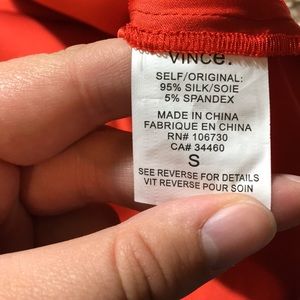 VINCE.
SELF/ORIGINAL:
95% SILK/SOIE
5% SPANDEX
MADE IN CHINA
FABRIQUE EN CHINA
RN# 106730
CA# 34460
S
SEE REVERSE FOR DETAILS
VIT REVERSE POUR SOIN